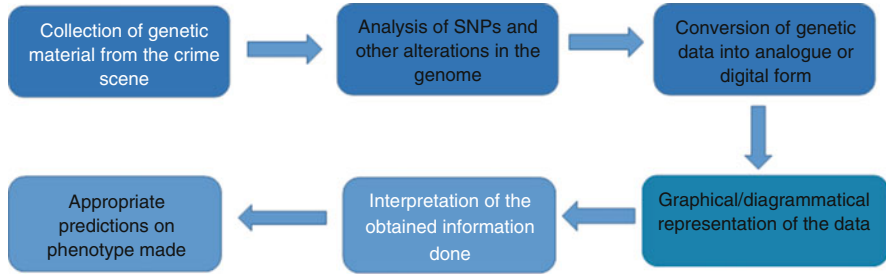 Collection of genetic
material from the crime
scene
Analysis of SNPs and
other alterations in the
genome
Conversion of genetic
data into analogue or
digital form
Graphical/diagrammatical
representation of the data
Interpretation of the
obtained information
done
Appropriate
predictions on
phenotype made